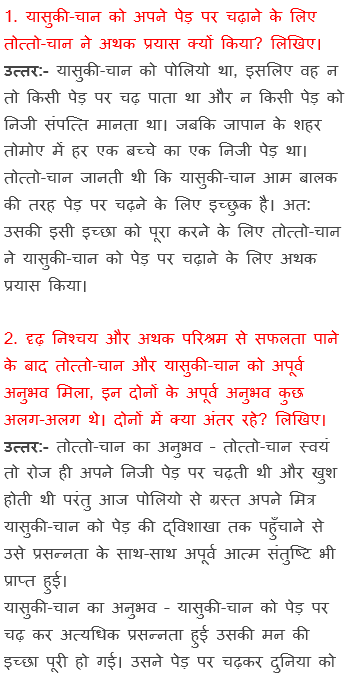 1. यासुकी-चान को अपने पेड़ पर चढ़ाने के लिए
तोत्तो-चान ने अथक प्रयास क्यों किया? लिखिए।
उत्तर:- यासुकी-चान को पोलियो था, इसलिए वह न
तो किसी पेड़ पर चढ़ पाता था और न किसी पेड़ को
निजी संपत्ति मानता था। जबकि जापान के शहर
तोमोए में हर एक बच्चे का एक निजी पेड़ था।
तोत्तो-चान जानती थी कि यासुकी-चान आम बालक
की तरह पेड़ पर चढ़ने के लिए इच्छुक है। अत:
उसकी इसी इच्छा को पूरा करने के लिए तोत्तो-चान
ने यासुकी-चान को पेड़ पर चढ़ाने के लिए अथक
प्रयास किया।
2. दृढ़ निश्चय और अथक परिश्रम से सफलता पाने
के बाद तोत्तो-चान और यासुकी-चान को अपूर्व
अनुभव मिला, इन दोनों के अपूर्व अनुभव कुछ
अलग-अलग थे। दोनों में क्या अंतर रहे? लिखिए।
उत्तर:- तोत्तो-चान का अनुभव – तोत्तो-चान स्वयं
तो रोज ही अपने निजी पेड़ पर चढ़ती थी और खुश
होती थी परंतु आज पोलियो से ग्रस्त अपने मित्र
यासुकी-चान को पेड़ की द्विशाखा तक पहुँचाने से
उसे प्रसन्नता के साथ-साथ अपूर्व आत्म संतुष्टि भी
प्राप्त हुई।
यासुकी-चान का अनुभव – यासुकी-चान को पेड़ पर
चढ़ कर अत्यधिक प्रसन्नता हुई उसकी मन की
इच्छा पूरी हो गई। उसने पेड़ पर चढ़कर दुनिया को